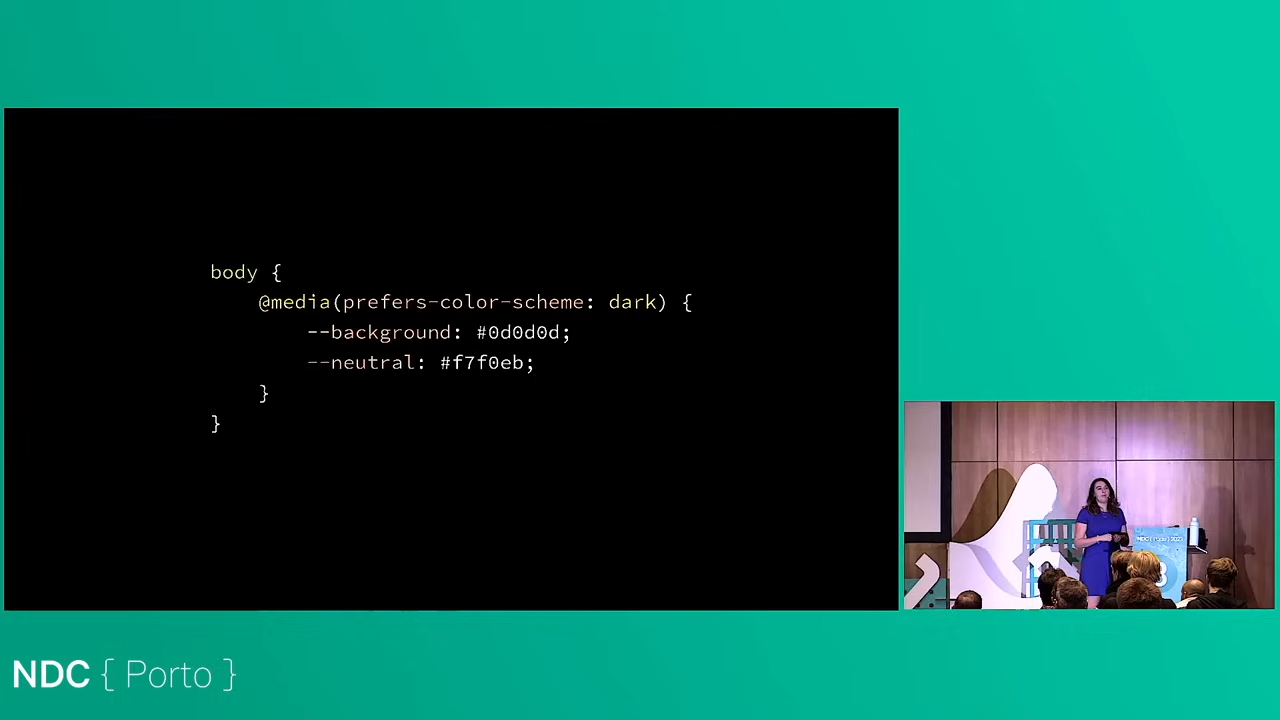 body {
@media(prefers-color-scheme: dark) {
--background: #0d0d0d;
--neutral: #f7f0eb;
}
}
NDC { Porto }